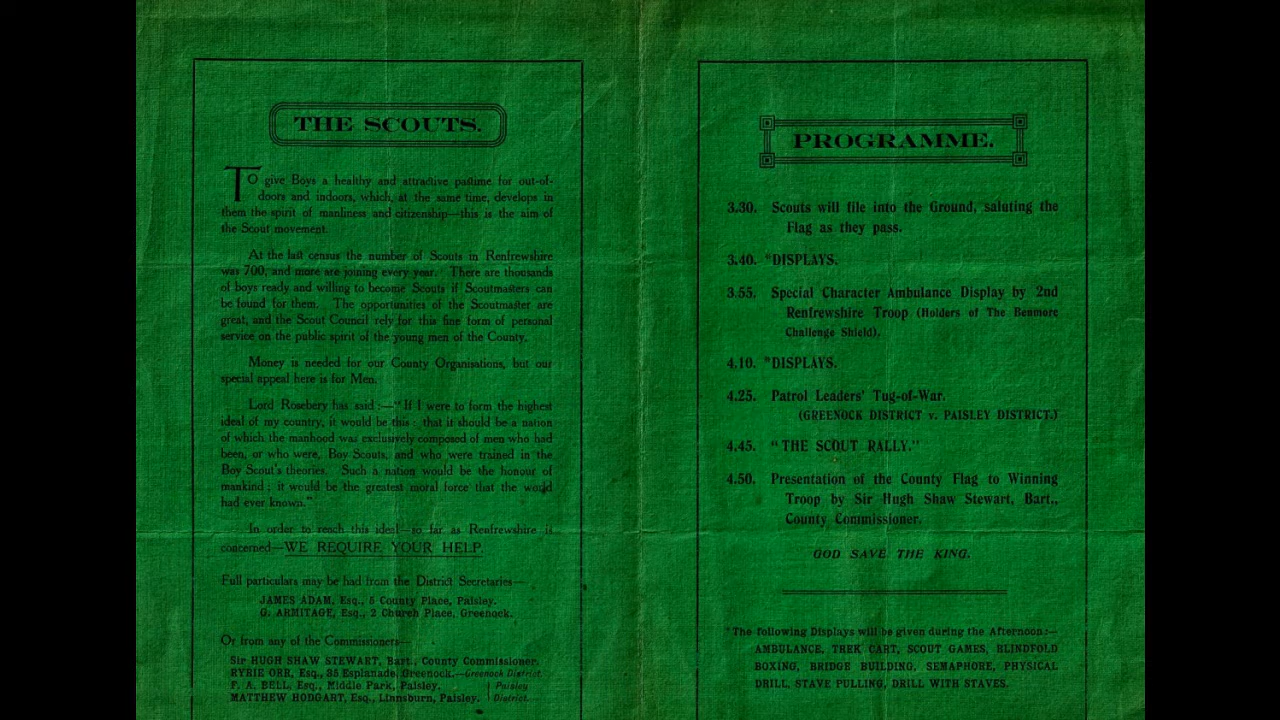 THE SCOUTS.
To give Boys a healthy and attractive pastime for out-of-
doors and indoors, which, at the same time, develops in
them the spirit of manliness and citizenship—this is the aim of
the Scout movement.
At the last census the number of Scouts in Renfrewshire
was 700, and more are joining every year. There are thousands
of boys ready and willing to become Scouts if Scoutmasters can
be found for them. The opportunities of the Scoutmaster are
great, and the Scout Council rely for this fine form of personal
service on the public spirit of the young men of the County.
Money is needed for our County Organisations, but our
special appeal here is for Men.
Lord Rosebery has said :—"If I were to form the highest
ideal of my country, it would be this : that it should be a nation
of which the manhood was exclusively composed of men who had
been, or who were, Boy Scouts, and who were trained in the
Boy Scout's theories. Such a nation would be the honour of
mankind ; it would be the greatest moral force that the world
had ever known."
In order to reach this ideal—so far as Renfrewshire is
concerned—WE REQUIRE YOUR HELP.
Full particulars may be had from the District Secretaries—
JAMES ADAM, Esq., 5 County Place, Paisley.
G. ARMITAGE, Esq., 2 Church Place, Greenock.
Or from any of the Commissioners—
Sir HUGH SHAW STEWART, Bart., County Commissioner.
RYRIE ORR, Esq., 35 Esplanade, Greenock.—Greenock District.
F. A. BELL, Esq., Middle Park, Paisley. | Paisley
MATTHEW HODGART, Esq., Linnsburn, Paisley. | District.
PROGRAMME.
3.30. Scouts will file into the Ground, saluting the
Flag as they pass.
3.40. *DISPLAYS.
3.55. Special Character Ambulance Display by 2nd
Renfrewshire Troop (Holders of The Benmore
Challenge Shield).
4.10. *DISPLAYS.
4.25. Patrol Leaders' Tug-of-War.
(GREENOCK DISTRICT v. PAISLEY DISTRICT.)
4.45. "THE SCOUT RALLY."
4.50. Presentation of the County Flag to Winning
Troop by Sir Hugh Shaw Stewart, Bart.,
County Commissioner.
GOD SAVE THE KING.
*The following Displays will be given during the Afternoon:—
AMBULANCE, TREK CART, SCOUT GAMES, BLINDFOLD
BOXING, BRIDGE BUILDING, SEMAPHORE, PHYSICAL
DRILL, STAVE PULLING, DRILL WITH STAVES.